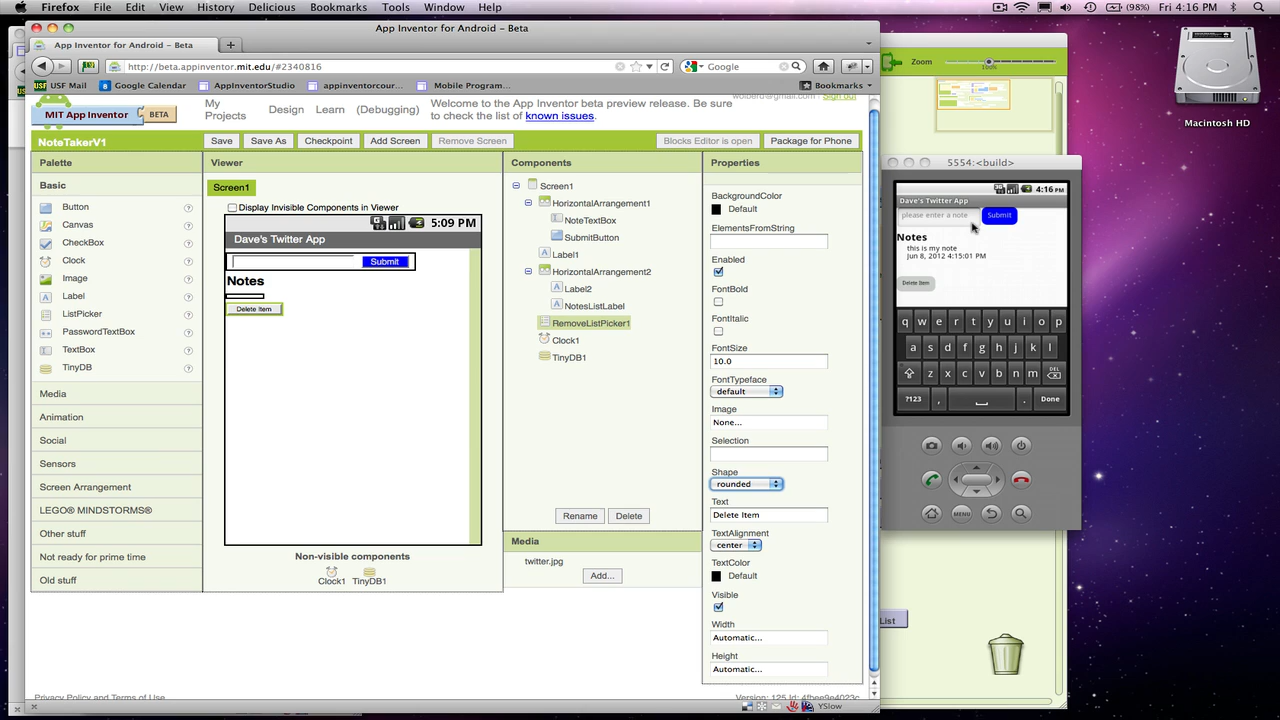 Firefox File Edit View History Delicious Bookmarks Tools Window Help (98%) Fri 4:16 PM
App Inventor for Android – Beta
App Inventor for Android – Beta
http://beta.appinventor.mit.edu/#2340816
Google
USF Mail Google Calendar AppInventorStudio appinventorcour... Mobile Program... Bookmarks
MIT App Inventor BETA
My Projects
Design Learn (Debugging)
Welcome to the App Inventor beta preview release. Be sure
to check the list of known issues.
NoteTakerV1
Save Save As Checkpoint Add Screen Remove Screen Blocks Editor is open Package for Phone
Palette
Basic
Button
Canvas
CheckBox
Clock
Image
Label
ListPicker
PasswordTextBox
TextBox
TinyDB
Media
Animation
Social
Sensors
Screen Arrangement
LEGO® MINDSTORMS®
Other stuff
Not ready for prime time
Old stuff
Viewer
Screen1
Display Invisible Components in Viewer
5:09 PM
Dave's Twitter App
Submit
Notes
Delete Item
Non-visible components
Clock1 TinyDB1
Components
Screen1
HorizontalArrangement1
NoteTextBox
SubmitButton
Label1
HorizontalArrangement2
Label2
NotesListLabel
RemoveListPicker1
Clock1
TinyDB1
Rename Delete
Media
twitter.jpg
Add...
Properties
BackgroundColor
Default
ElementsFromString
Enabled
FontBold
FontItalic
FontSize
10.0
FontTypeface
default
Image
None...
Selection
Shape
rounded
Text
Delete Item
TextAlignment
center
TextColor
Default
Visible
Width
Automatic...
Height
Automatic...
Privacy Policy and Terms of Use
YSlow
Zoom
100%
Macintosh HD
5554:<build>
4:16 PM
Dave's Twitter App
please enter a note Submit
Notes
this is my note
Jun 8, 2012 4:15:01 PM
Delete Item
q w e r t y u i o p
a s d f g h j k l
z x c v b n m DEL
?123 , . Done
MENU
List